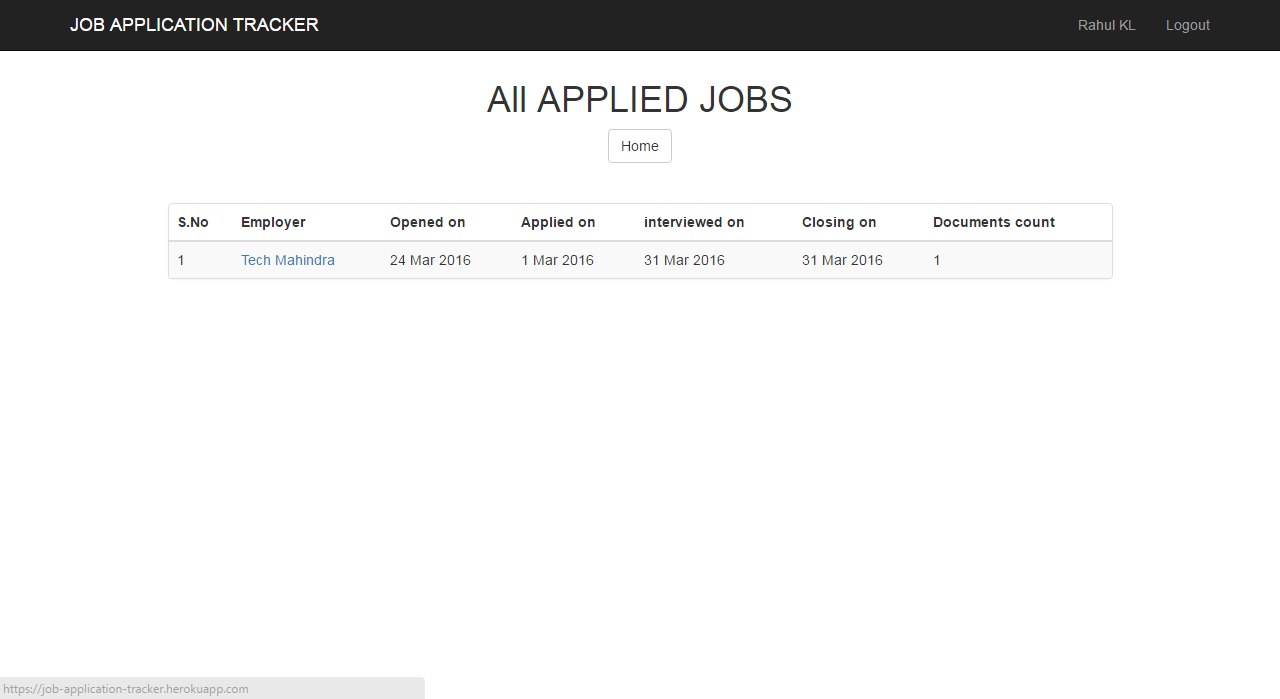 JOB APPLICATION TRACKER Rahul KL Logout
All APPLIED JOBS
Home
S.No Employer Opened on Applied on interviewed on Closing on Documents count
1 Tech Mahindra 24 Mar 2016 1 Mar 2016 31 Mar 2016 31 Mar 2016 1
https://job-application-tracker.herokuapp.com